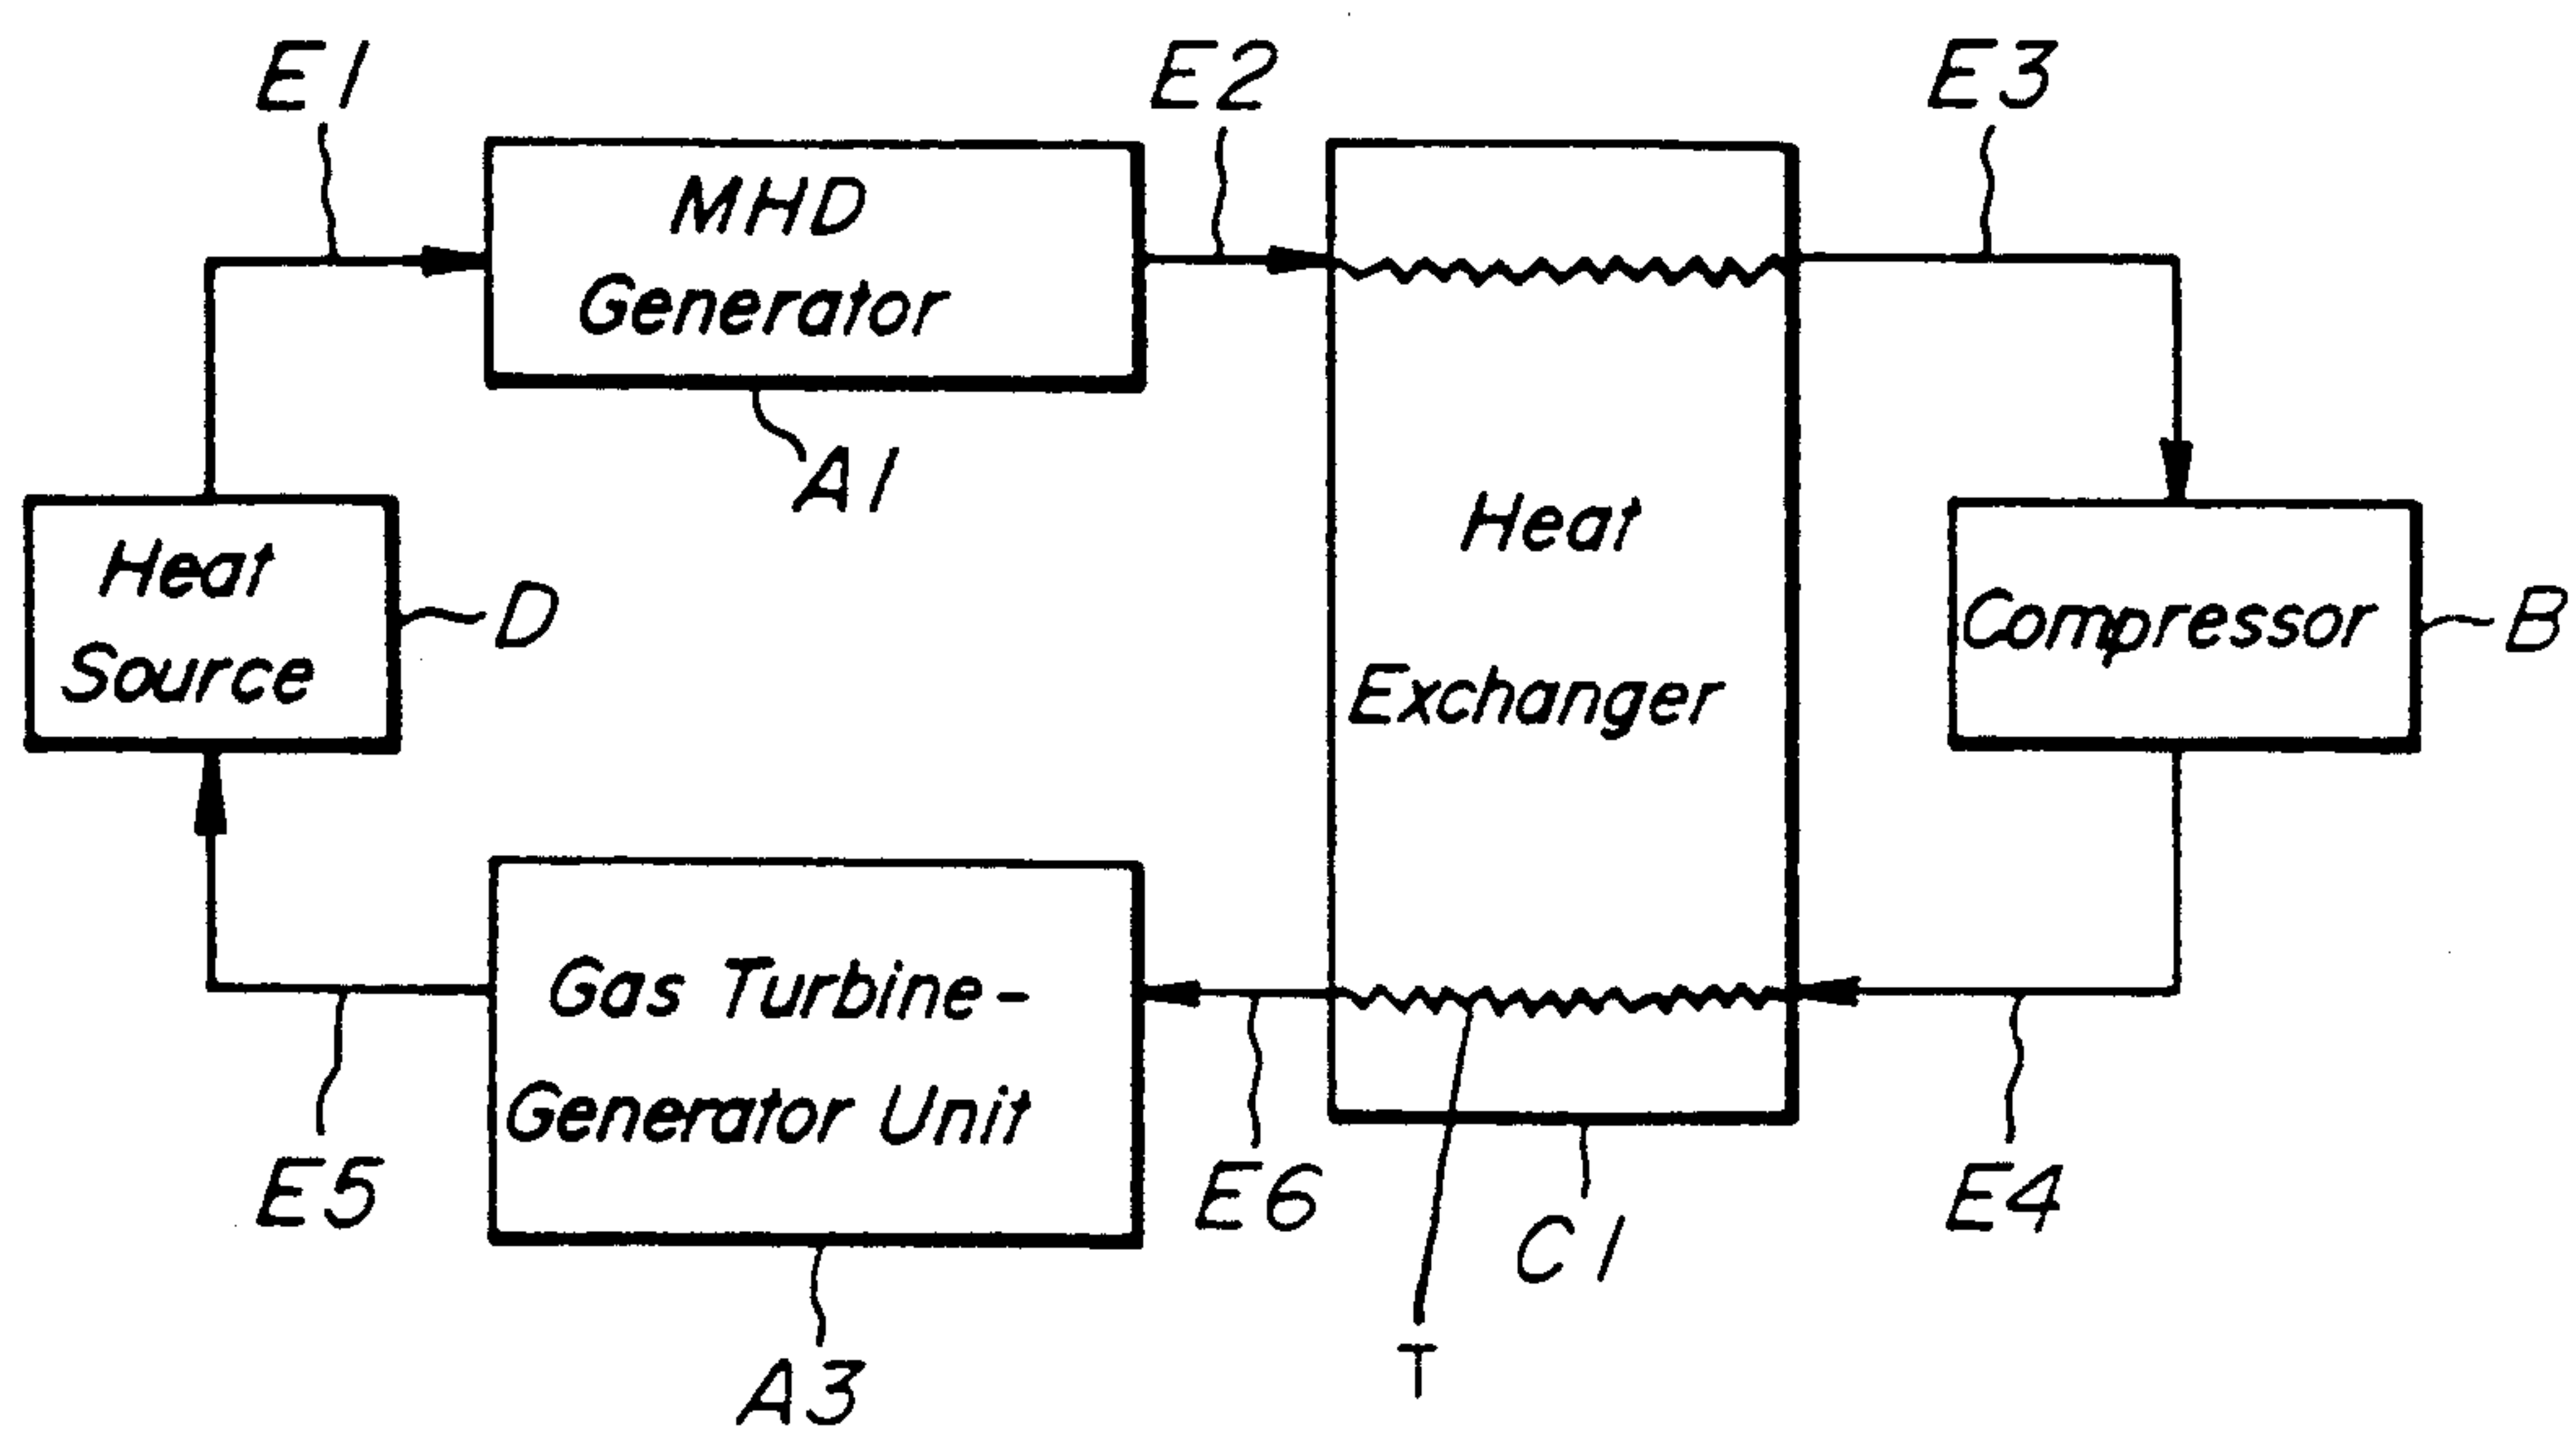 E1
E2
E3
MHD
Generator
A1
Heat
Source
D
Heat
Exchanger
Compressor
B
Gas Turbine-
Generator Unit
E5
E6
C1
E4
T
A3